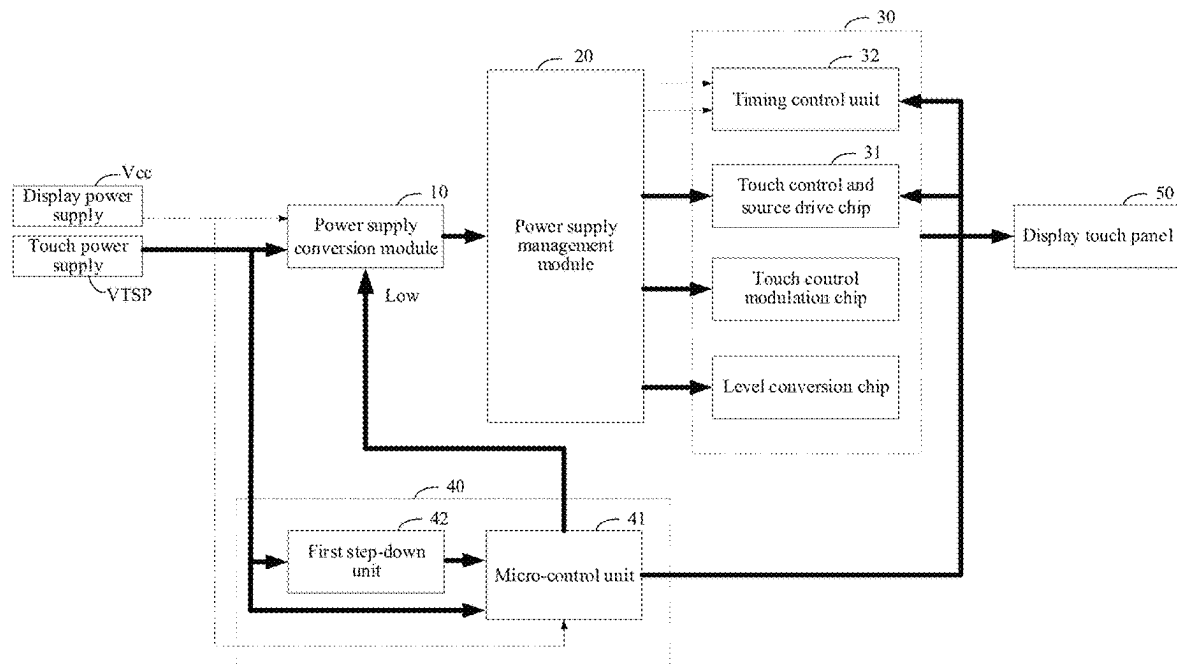 30
20
32
Timing control unit
Vcc
Display power
supply
Touch power
supply
VTSP
10
Power supply
conversion module
Low
Power supply
management
module
31
Touch control and
source drive chip
Touch control
modulation chip
Level conversion chip
50
Display touch panel
40
42
First step-down
unit
41
Micro-control unit